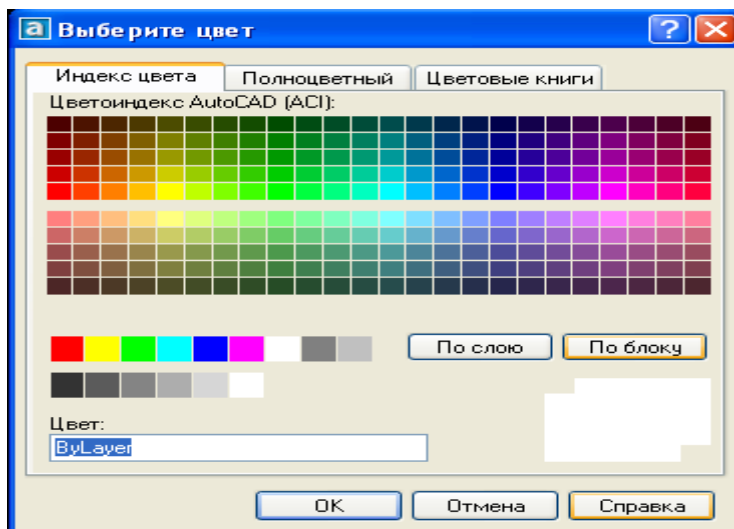 a Выберите цвет
Индекс цвета Полноцветный Цветовые книги
Цветоиндекс AutoCAD (ACI):
По слою По блоку
Цвет:
ByLayer
OK Отмена Справка